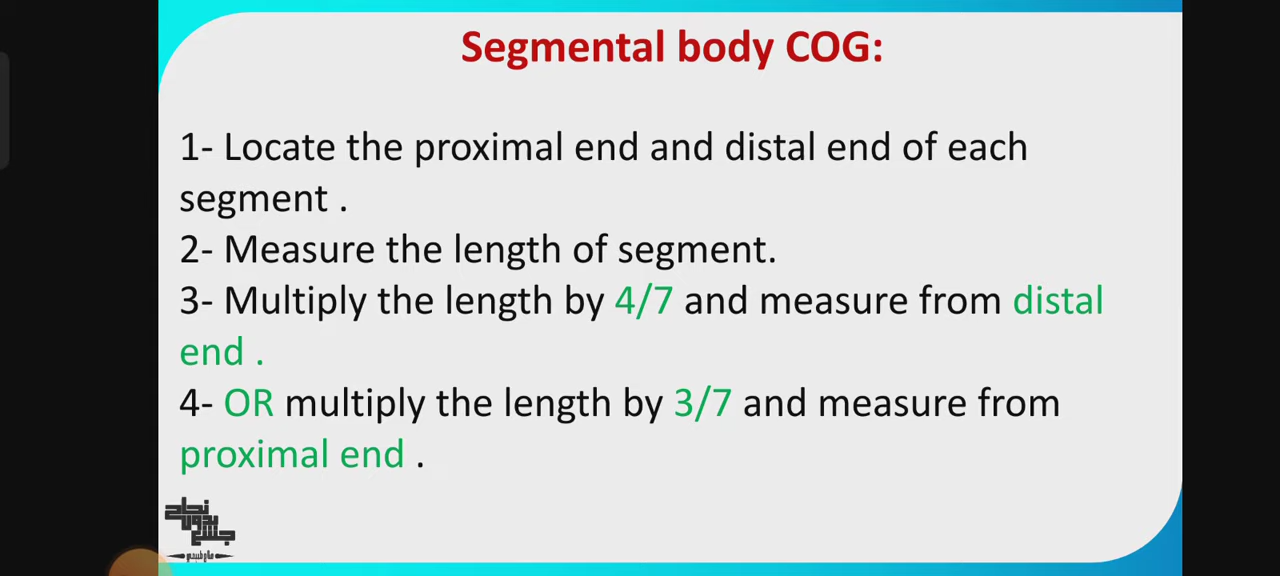 Segmental body COG:
1- Locate the proximal end and distal end of each
segment .
2- Measure the length of segment.
3- Multiply the length by 4/7 and measure from distal
end .
4- OR multiply the length by 3/7 and measure from
proximal end .